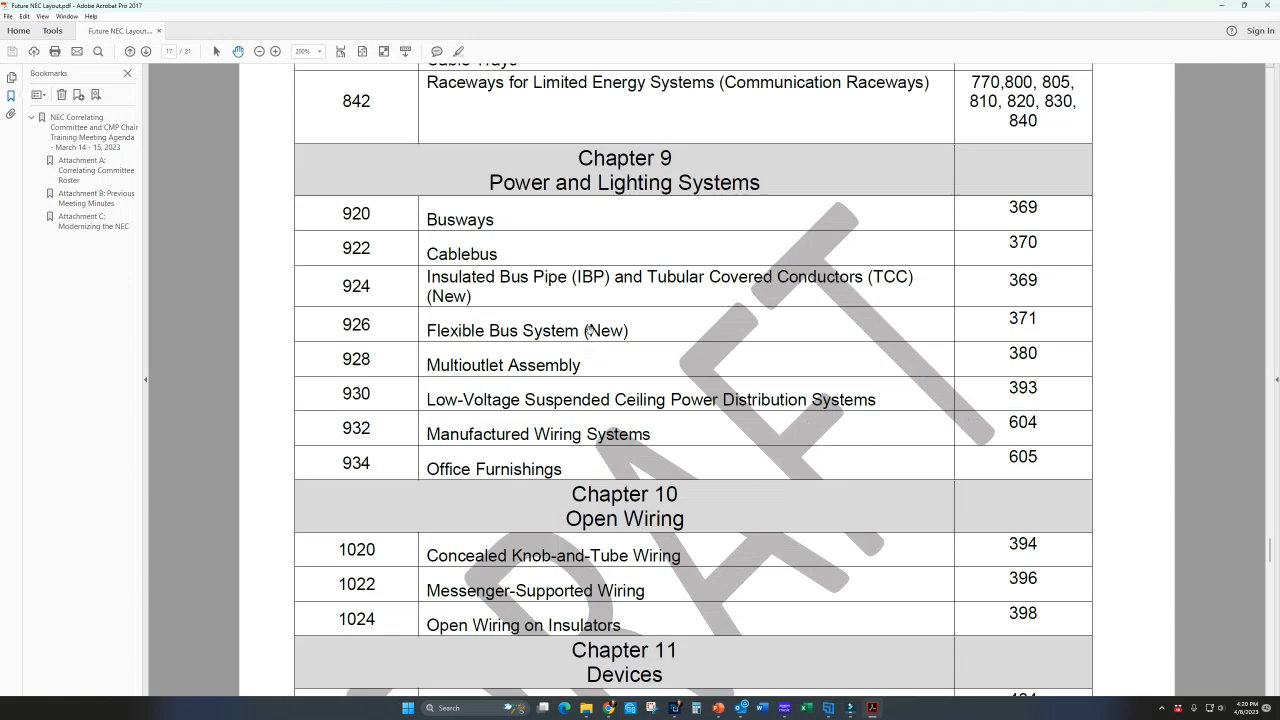 Future NEC Layout.pdf - Adobe Acrobat Pro 2017
File Edit View Window Help
Home Tools Future NEC Layout... ×
Sign In
17 / 21
200%
Bookmarks
NEC Correlating
Committee and CMP Chair
Training Meeting Agenda
- March 14 - 15, 2023
Attachment A:
Correlating Committee
Roster
Attachment B: Previous
Meeting Minutes
Attachment C:
Modernizing the NEC
Cable Trays
842 Raceways for Limited Energy Systems (Communication Raceways) 770,800, 805,
810, 820, 830,
840
Chapter 9
Power and Lighting Systems
920 Busways 369
922 Cablebus 370
924 Insulated Bus Pipe (IBP) and Tubular Covered Conductors (TCC) 369
(New)
926 Flexible Bus System (New) 371
928 Multioutlet Assembly 380
930 Low-Voltage Suspended Ceiling Power Distribution Systems 393
932 Manufactured Wiring Systems 604
934 Office Furnishings 605
Chapter 10
Open Wiring
1020 Concealed Knob-and-Tube Wiring 394
1022 Messenger-Supported Wiring 396
1024 Open Wiring on Insulators 398
Chapter 11
Devices
DRAFT
Search
4:20 PM
4/8/2023